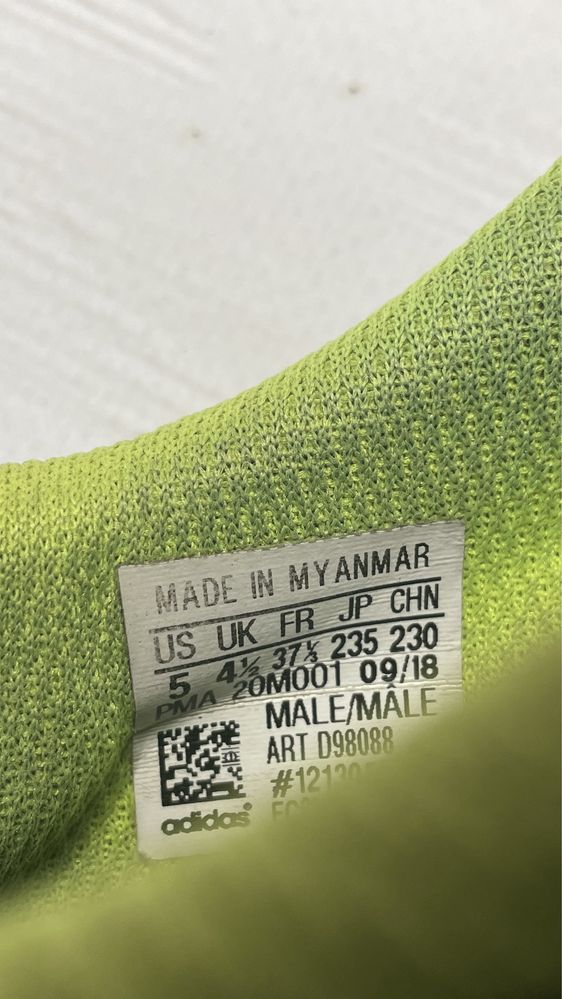 MADE IN MYANMAR
US UK FR JP CHN
5 4½ 37⅓ 235 230
PMA 20M001 09/18
MALE/MÂLE
ART D98088
adidas®